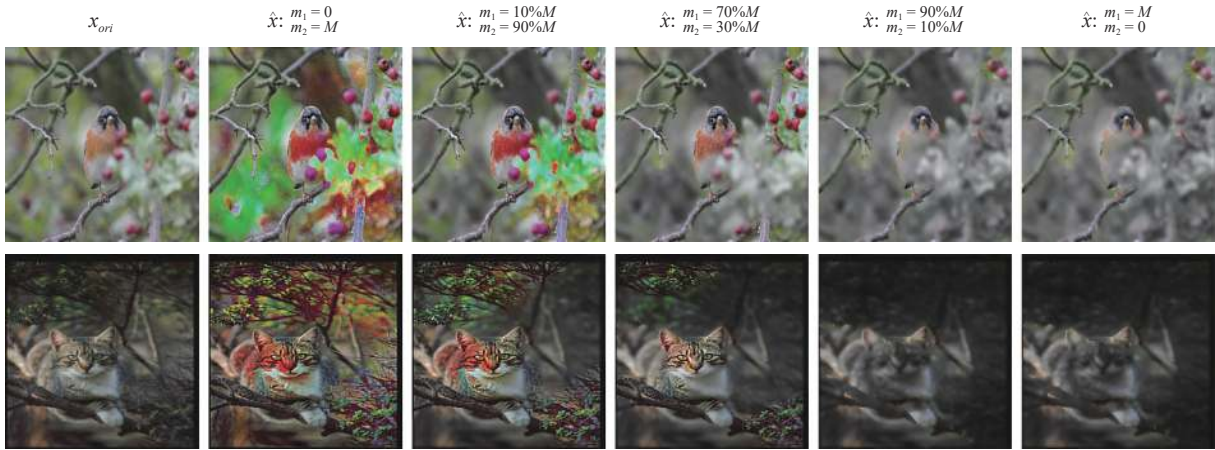 x_ori
x̂: m₁ = 0
m₂ = M
x̂: m₁ = 10%M
m₂ = 90%M
x̂: m₁ = 70%M
m₂ = 30%M
x̂: m₁ = 90%M
m₂ = 10%M
x̂: m₁ = M
m₂ = 0